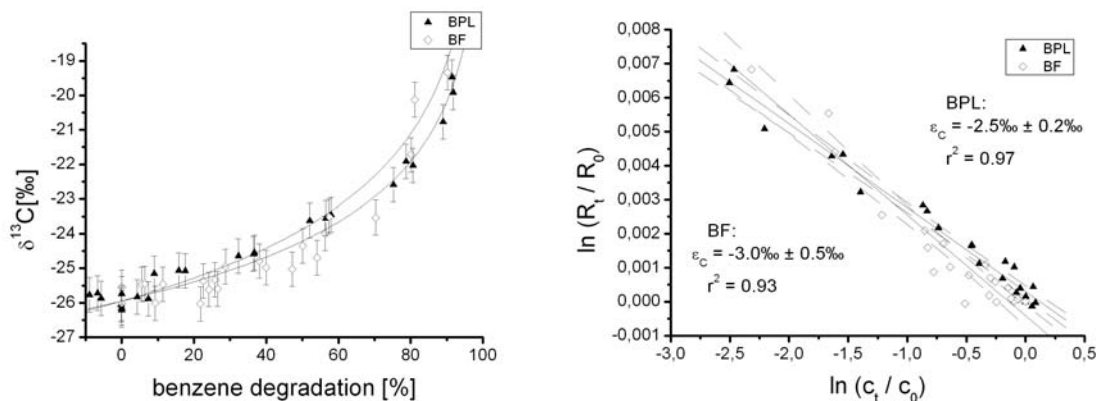 BPL
BF
-19
-20
-21
-22
-23
-24
-25
-26
-27
δ¹³C[‰]
0
20
40
60
80
100
benzene degradation [%]
BPL
BF
0,008
0,007
0,006
0,005
0,004
0,003
0,002
0,001
0,000
-0,001
ln (Rt / R0)
BPL:
εC = -2.5‰ ± 0.2‰
r² = 0.97
BF:
εC = -3.0‰ ± 0.5‰
r² = 0.93
-3,0
-2,5
-2,0
-1,5
-1,0
-0,5
0,0
0,5
ln (ct / c0)